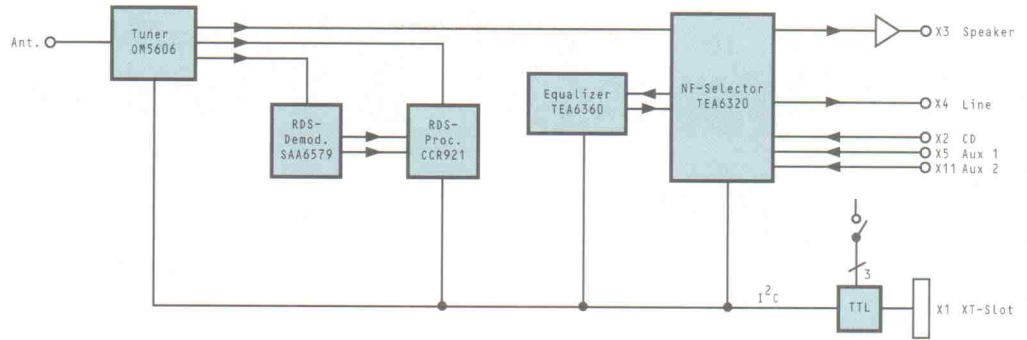 Ant.
Tuner
OM5606
RDS-
Demod.
SAA6579
RDS-
Proc.
CCR921
Equalizer
TEA6360
NF-Selector
TEA6320
X3 Speaker
X4 Line
X2 CD
X5 Aux 1
X11 Aux 2
3
I²C
TTL
X1 XT-Slot